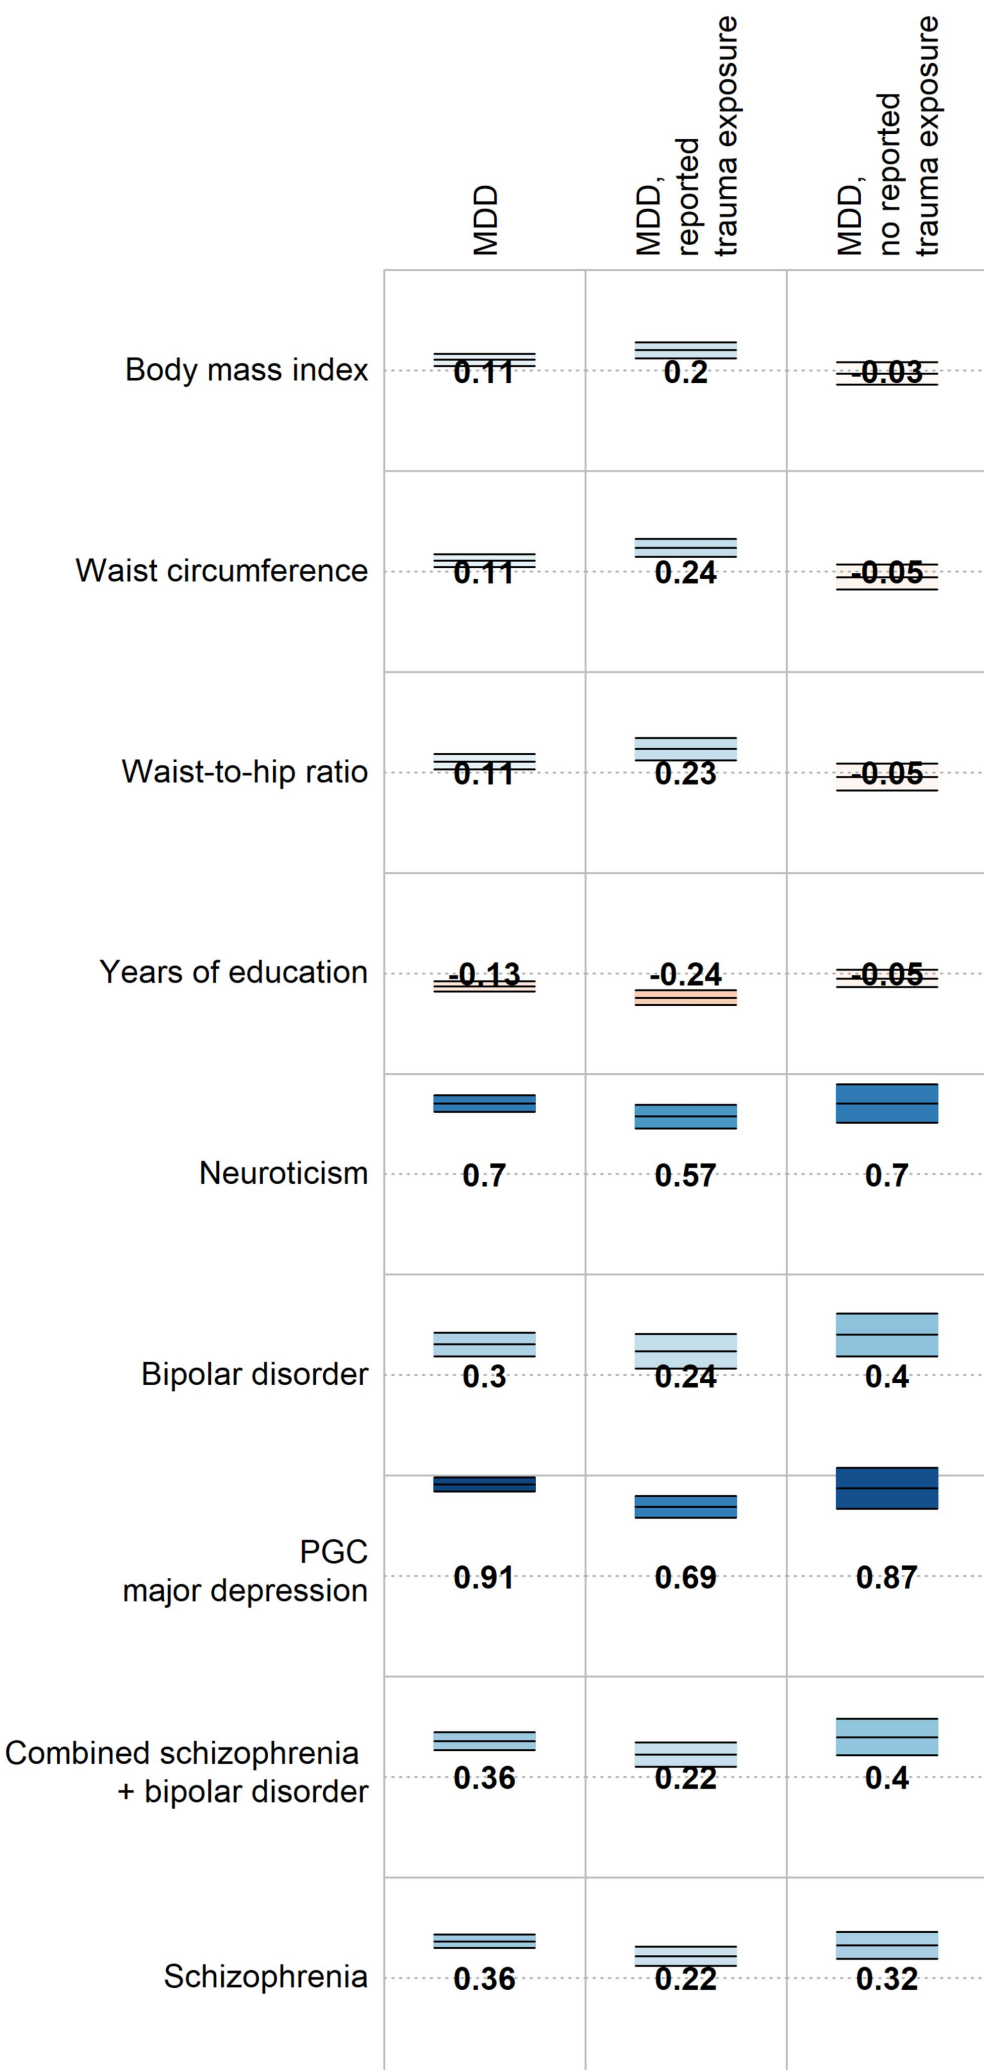 MDD
MDD,
reported
trauma exposure
MDD,
no reported
trauma exposure
Body mass index
0.11
0.2
-0.03
Waist circumference
0.11
0.24
-0.05
Waist-to-hip ratio
0.11
0.23
-0.05
Years of education
-0.13
-0.24
-0.05
Neuroticism
0.7
0.57
0.7
Bipolar disorder
0.3
0.24
0.4
PGC
major depression
0.91
0.69
0.87
Combined schizophrenia
+ bipolar disorder
0.36
0.22
0.4
Schizophrenia
0.36
0.22
0.32